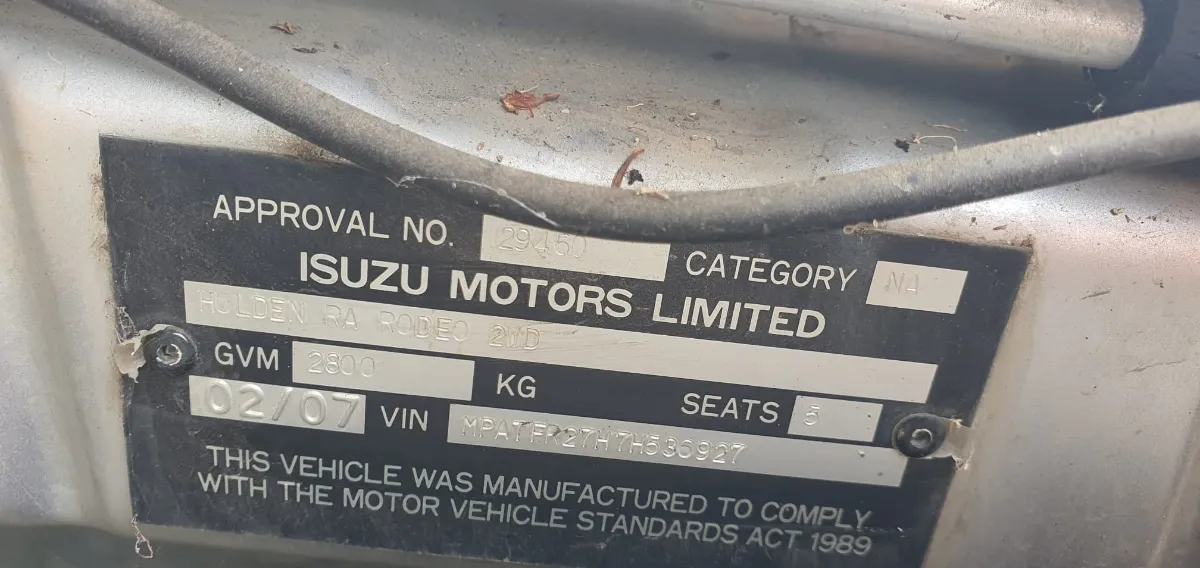 APPROVAL NO. 29460 CATEGORY NA
ISUZU MOTORS LIMITED
HOLDEN RA RODEO 2WD
GVM 2800 KG SEATS 5
02/07 VIN MPATFR27H7H536927
THIS VEHICLE WAS MANUFACTURED TO COMPLY
WITH THE MOTOR VEHICLE STANDARDS ACT 1989